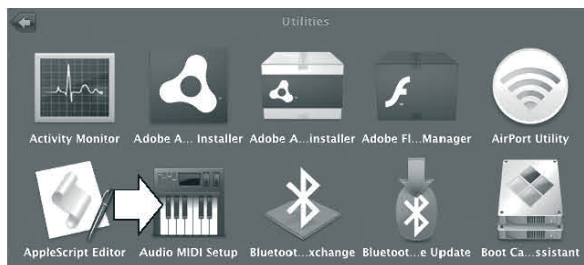 Utilities
Activity Monitor Adobe A... Installer Adobe A...installer Adobe Fl...Manager AirPort Utility
AppleScript Editor Audio MIDI Setup Bluetoot...xchange Bluetoot...e Update Boot Ca...ssistant